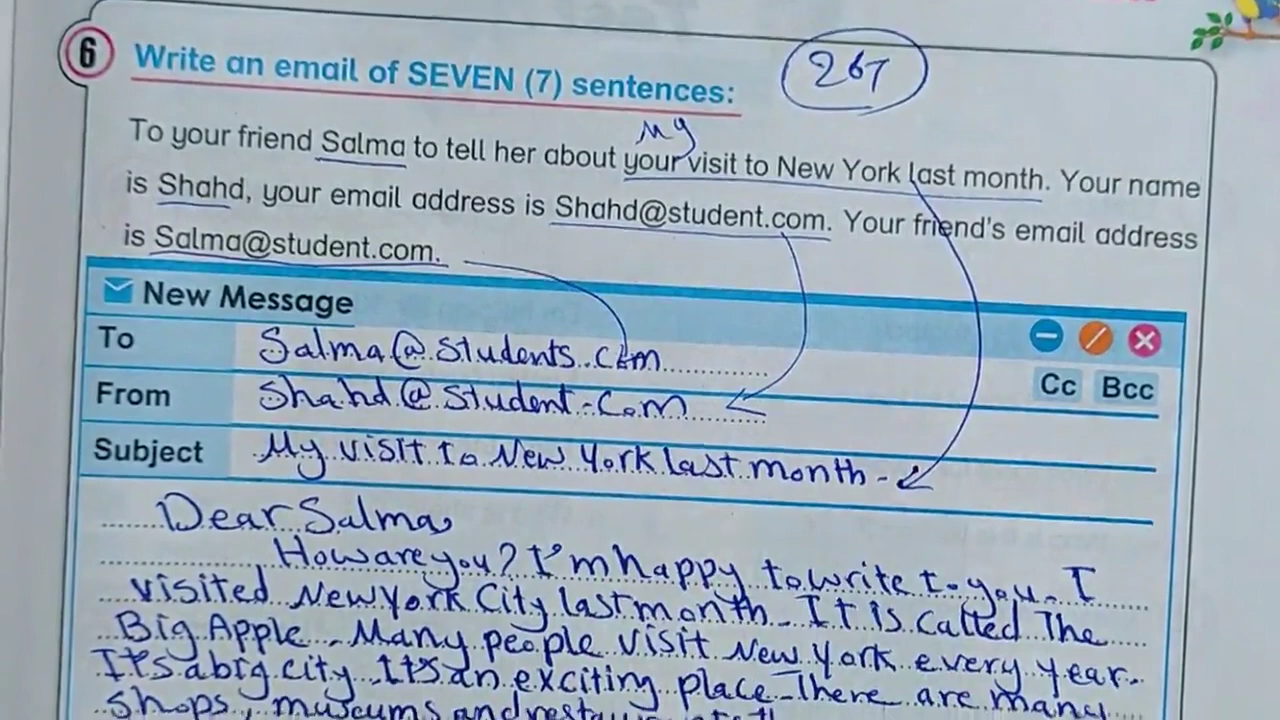 6 Write an email of SEVEN (7) sentences:
267
My
To your friend Salma to tell her about your visit to New York last month. Your name
is Shahd, your email address is Shahd@student.com. Your friend's email address
is Salma@student.com.
New Message
To Salma@students.com
Cc Bcc
From Shahd@student.com
Subject My visit to New York last month.
Dear Salma,
How are you? I'm happy to write to you. I
visited New York City last month. It is called The
Big Apple. Many people visit New York every year.
It's a big city. It's an exciting place. There are many
shops, museums and